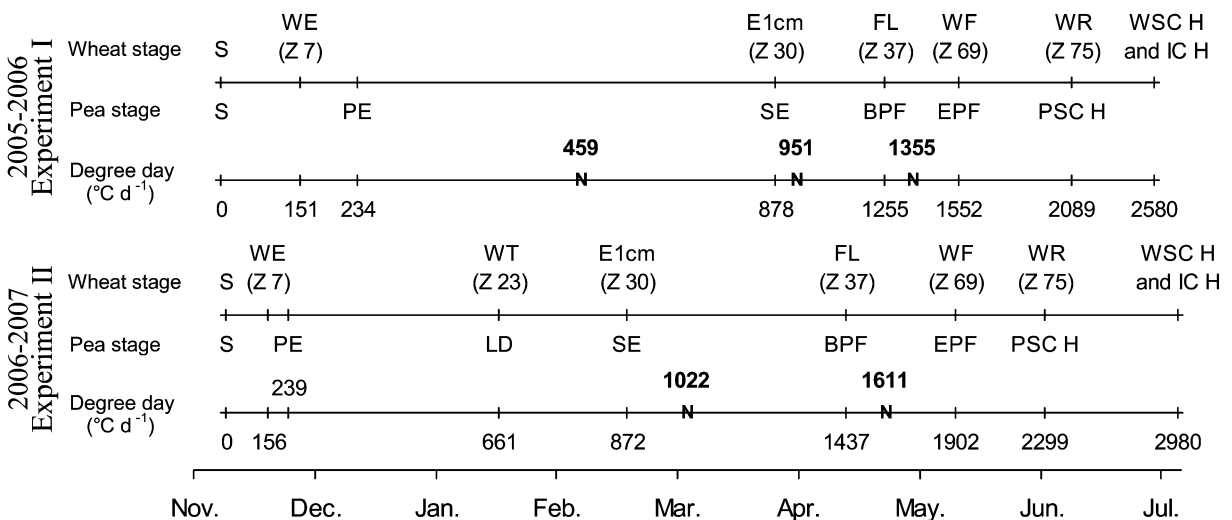 2005-2006
Experiment I
WE E1cm FL WF WR WSC H
Wheat stage S (Z 7) (Z 30) (Z 37) (Z 69) (Z 75) and IC H
Pea stage S PE SE BPF EPF PSC H
459 951 1355
Degree day N N N
(°C d -1)
0 151 234 878 1255 1552 2089 2580
2006-2007
Experiment II
WE WT E1cm FL WF WR WSC H
Wheat stage S (Z 7) (Z 23) (Z 30) (Z 37) (Z 69) (Z 75) and IC H
Pea stage S PE LD SE BPF EPF PSC H
239 1022 1611
Degree day N N
(°C d -1)
0 156 661 872 1437 1902 2299 2980
Nov. Dec. Jan. Feb. Mar. Apr. May. Jun. Jul.